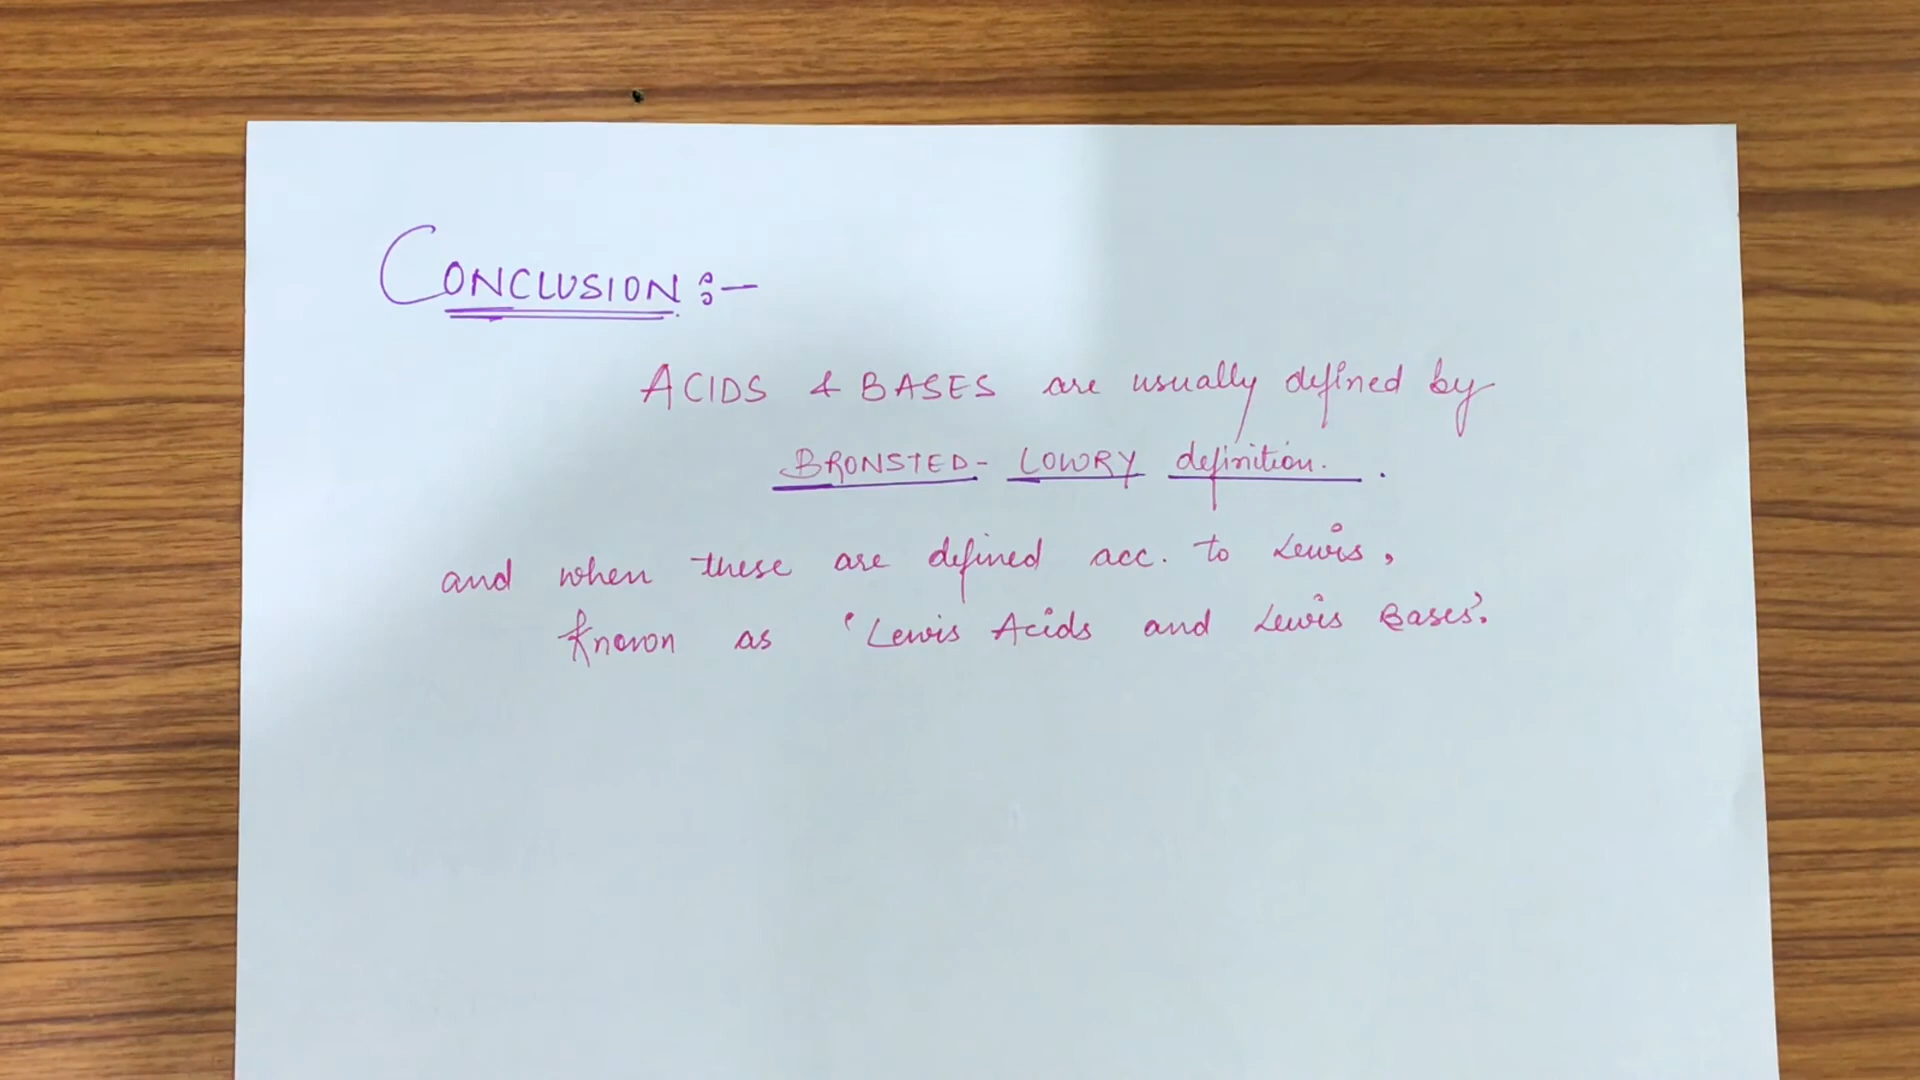 CONCLUSION :-
ACIDS & BASES are usually defined by
BRONSTED- LOWRY definition. .
and when these are defined acc. to Lewis,
Known as 'Lewis Acids and Lewis Bases'.